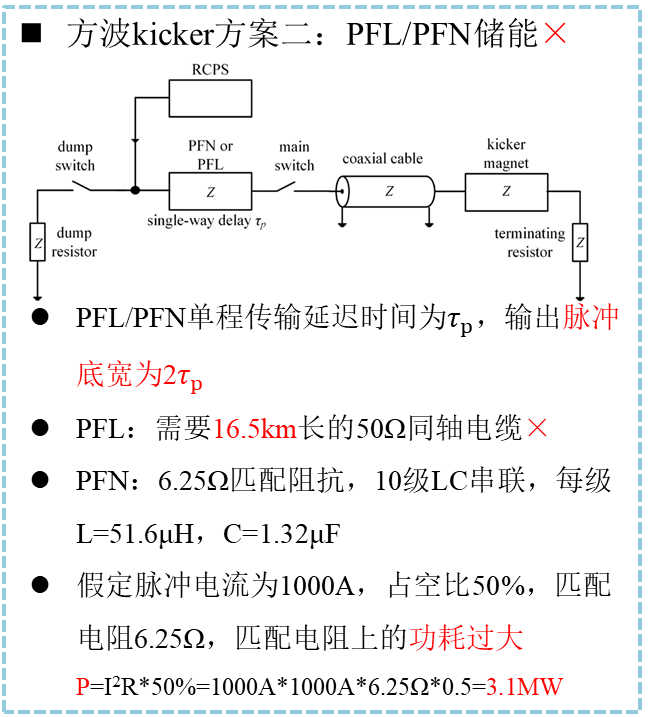 ■ 方波kicker方案二：PFL/PFN储能×
RCPS
dump
switch
PFN or
PFL
main
switch
coaxial cable
kicker
magnet
Z
Z
Z
single-way delay τp
Z
dump
resistor
terminating
resistor
Z
● PFL/PFN单程传输延迟时间为τp，输出脉冲
底宽为2τp
● PFL：需要16.5km长的50Ω同轴电缆×
● PFN：6.25Ω匹配阻抗，10级LC串联，每级
L=51.6μH，C=1.32μF
● 假定脉冲电流为1000A，占空比50%，匹配
电阻6.25Ω，匹配电阻上的功耗过大
P=I²R*50%=1000A*1000A*6.25Ω*0.5=3.1MW